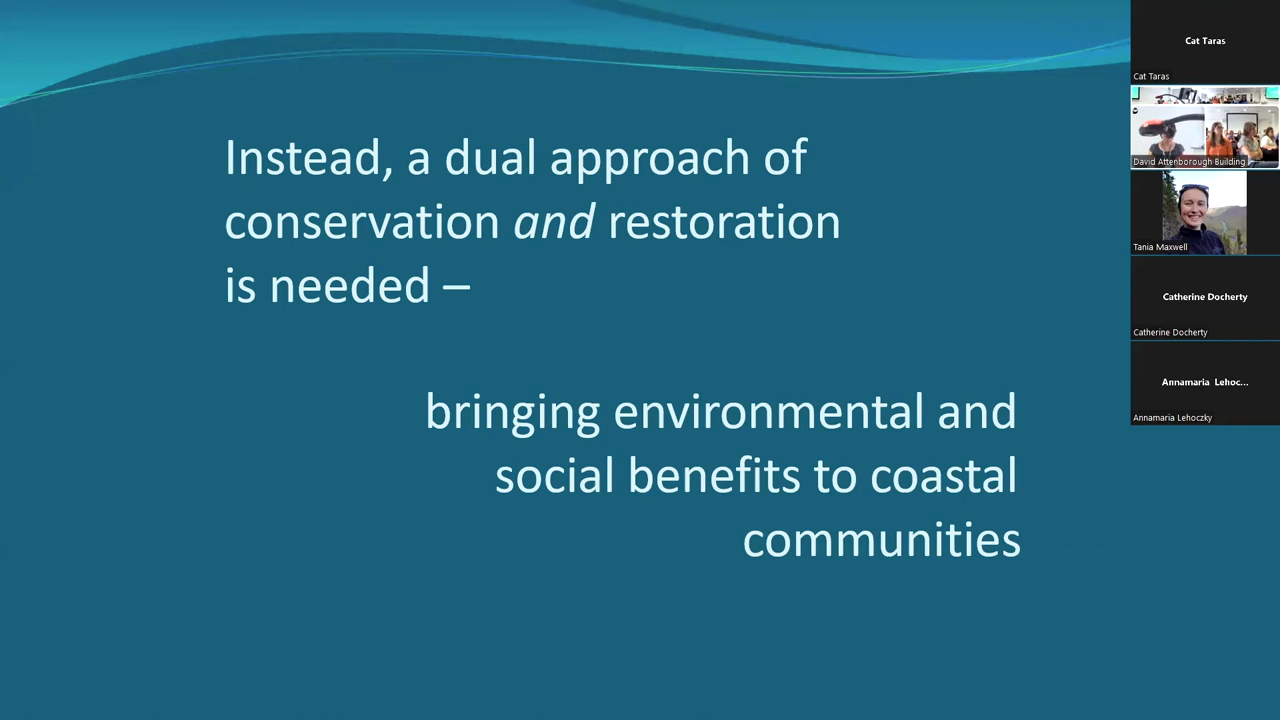 Instead, a dual approach of
conservation and restoration
is needed –
bringing environmental and
social benefits to coastal
communities
Cat Taras
Cat Taras
David Attenborough Building
Tania Maxwell
Catherine Docherty
Catherine Docherty
Annamaria Lehoc...
Annamaria Lehoczky